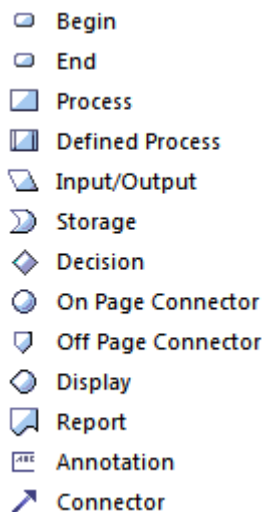 Begin
End
Process
Defined Process
Input/Output
Storage
Decision
On Page Connector
Off Page Connector
Display
Report
ABC Annotation
Connector